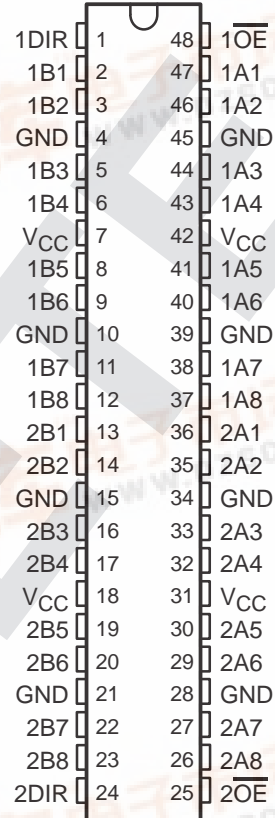 1DIR 1 48 1OE
1B1 2 47 1A1
1B2 3 46 1A2
GND 4 45 GND
1B3 5 44 1A3
1B4 6 43 1A4
VCC 7 42 VCC
1B5 8 41 1A5
1B6 9 40 1A6
GND 10 39 GND
1B7 11 38 1A7
1B8 12 37 1A8
2B1 13 36 2A1
2B2 14 35 2A2
GND 15 34 GND
2B3 16 33 2A3
2B4 17 32 2A4
VCC 18 31 VCC
2B5 19 30 2A5
2B6 20 29 2A6
GND 21 28 GND
2B7 22 27 2A7
2B8 23 26 2A8
2DIR 24 25 2OE